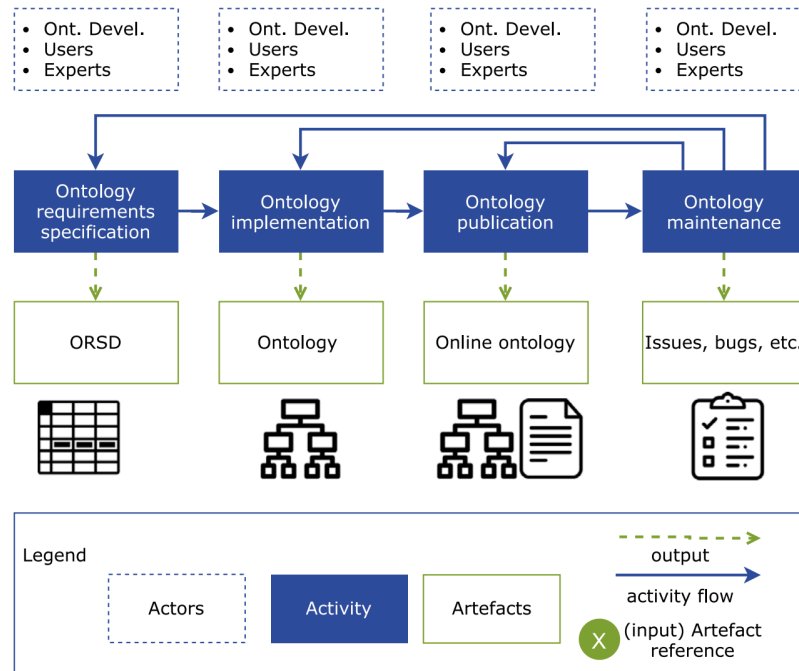 • Ont. Devel.
• Users
• Experts
• Ont. Devel.
• Users
• Experts
• Ont. Devel.
• Users
• Experts
• Ont. Devel.
• Users
• Experts
Ontology
requirements
specification
Ontology
implementation
Ontology
publication
Ontology
maintenance
ORSD
Ontology
Online ontology
Issues, bugs, etc.
Legend
Actors
Activity
Artefacts
output
activity flow
X
(input) Artefact
reference